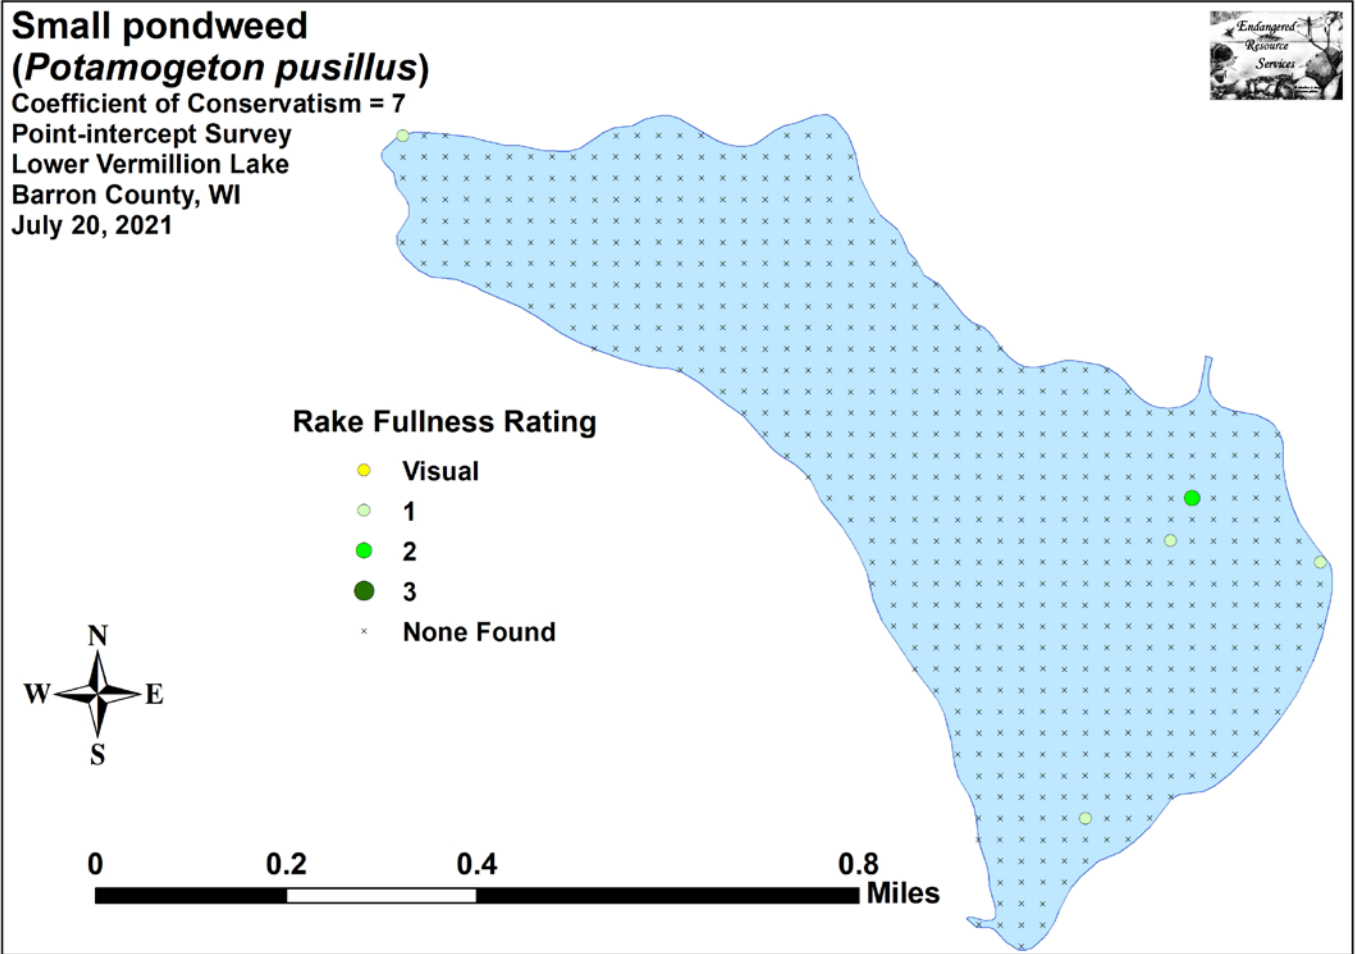 Small pondweed
(Potamogeton pusillus)
Coefficient of Conservatism = 7
Point-intercept Survey
Lower Vermillion Lake
Barron County, WI
July 20, 2021
Endangered
Resource
Services
Rake Fullness Rating
Visual
1
2
3
None Found
N
W E
S
0 0.2 0.4 0.8
Miles